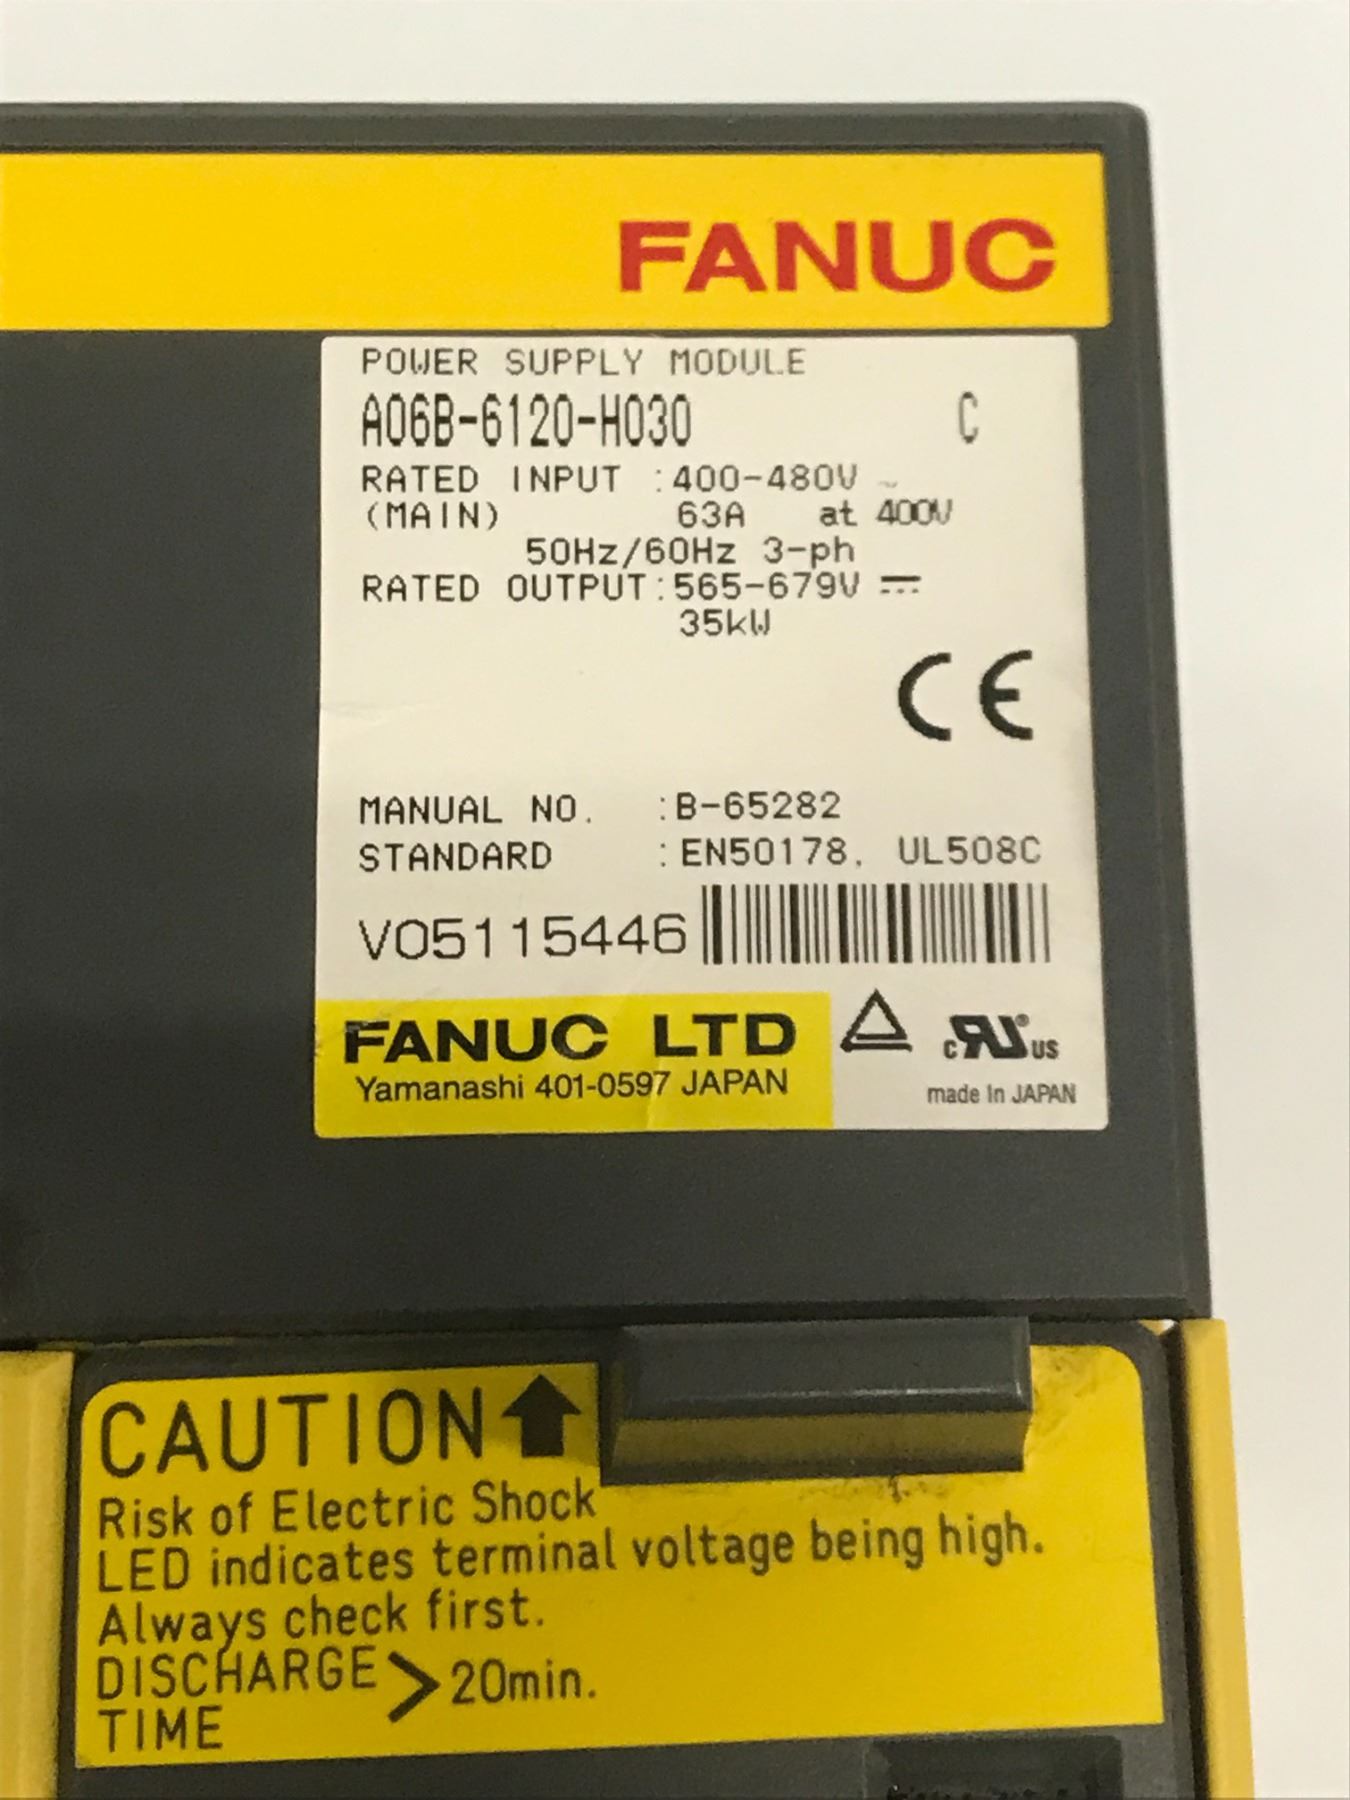 FANUC
POWER SUPPLY MODULE
A06B-6120-H030 C
RATED INPUT :400-480V ~
(MAIN) 63A at 400V
50Hz/60Hz 3-ph
RATED OUTPUT:565-679V ⎓
35kW
CE
MANUAL NO. :B-65282
STANDARD :EN50178. UL508C
V05115446
FANUC LTD
Yamanashi 401-0597 JAPAN
c RU® US
made in JAPAN
CAUTION
Risk of Electric Shock
LED indicates terminal voltage being high.
Always check first.
DISCHARGE > 20min.
TIME